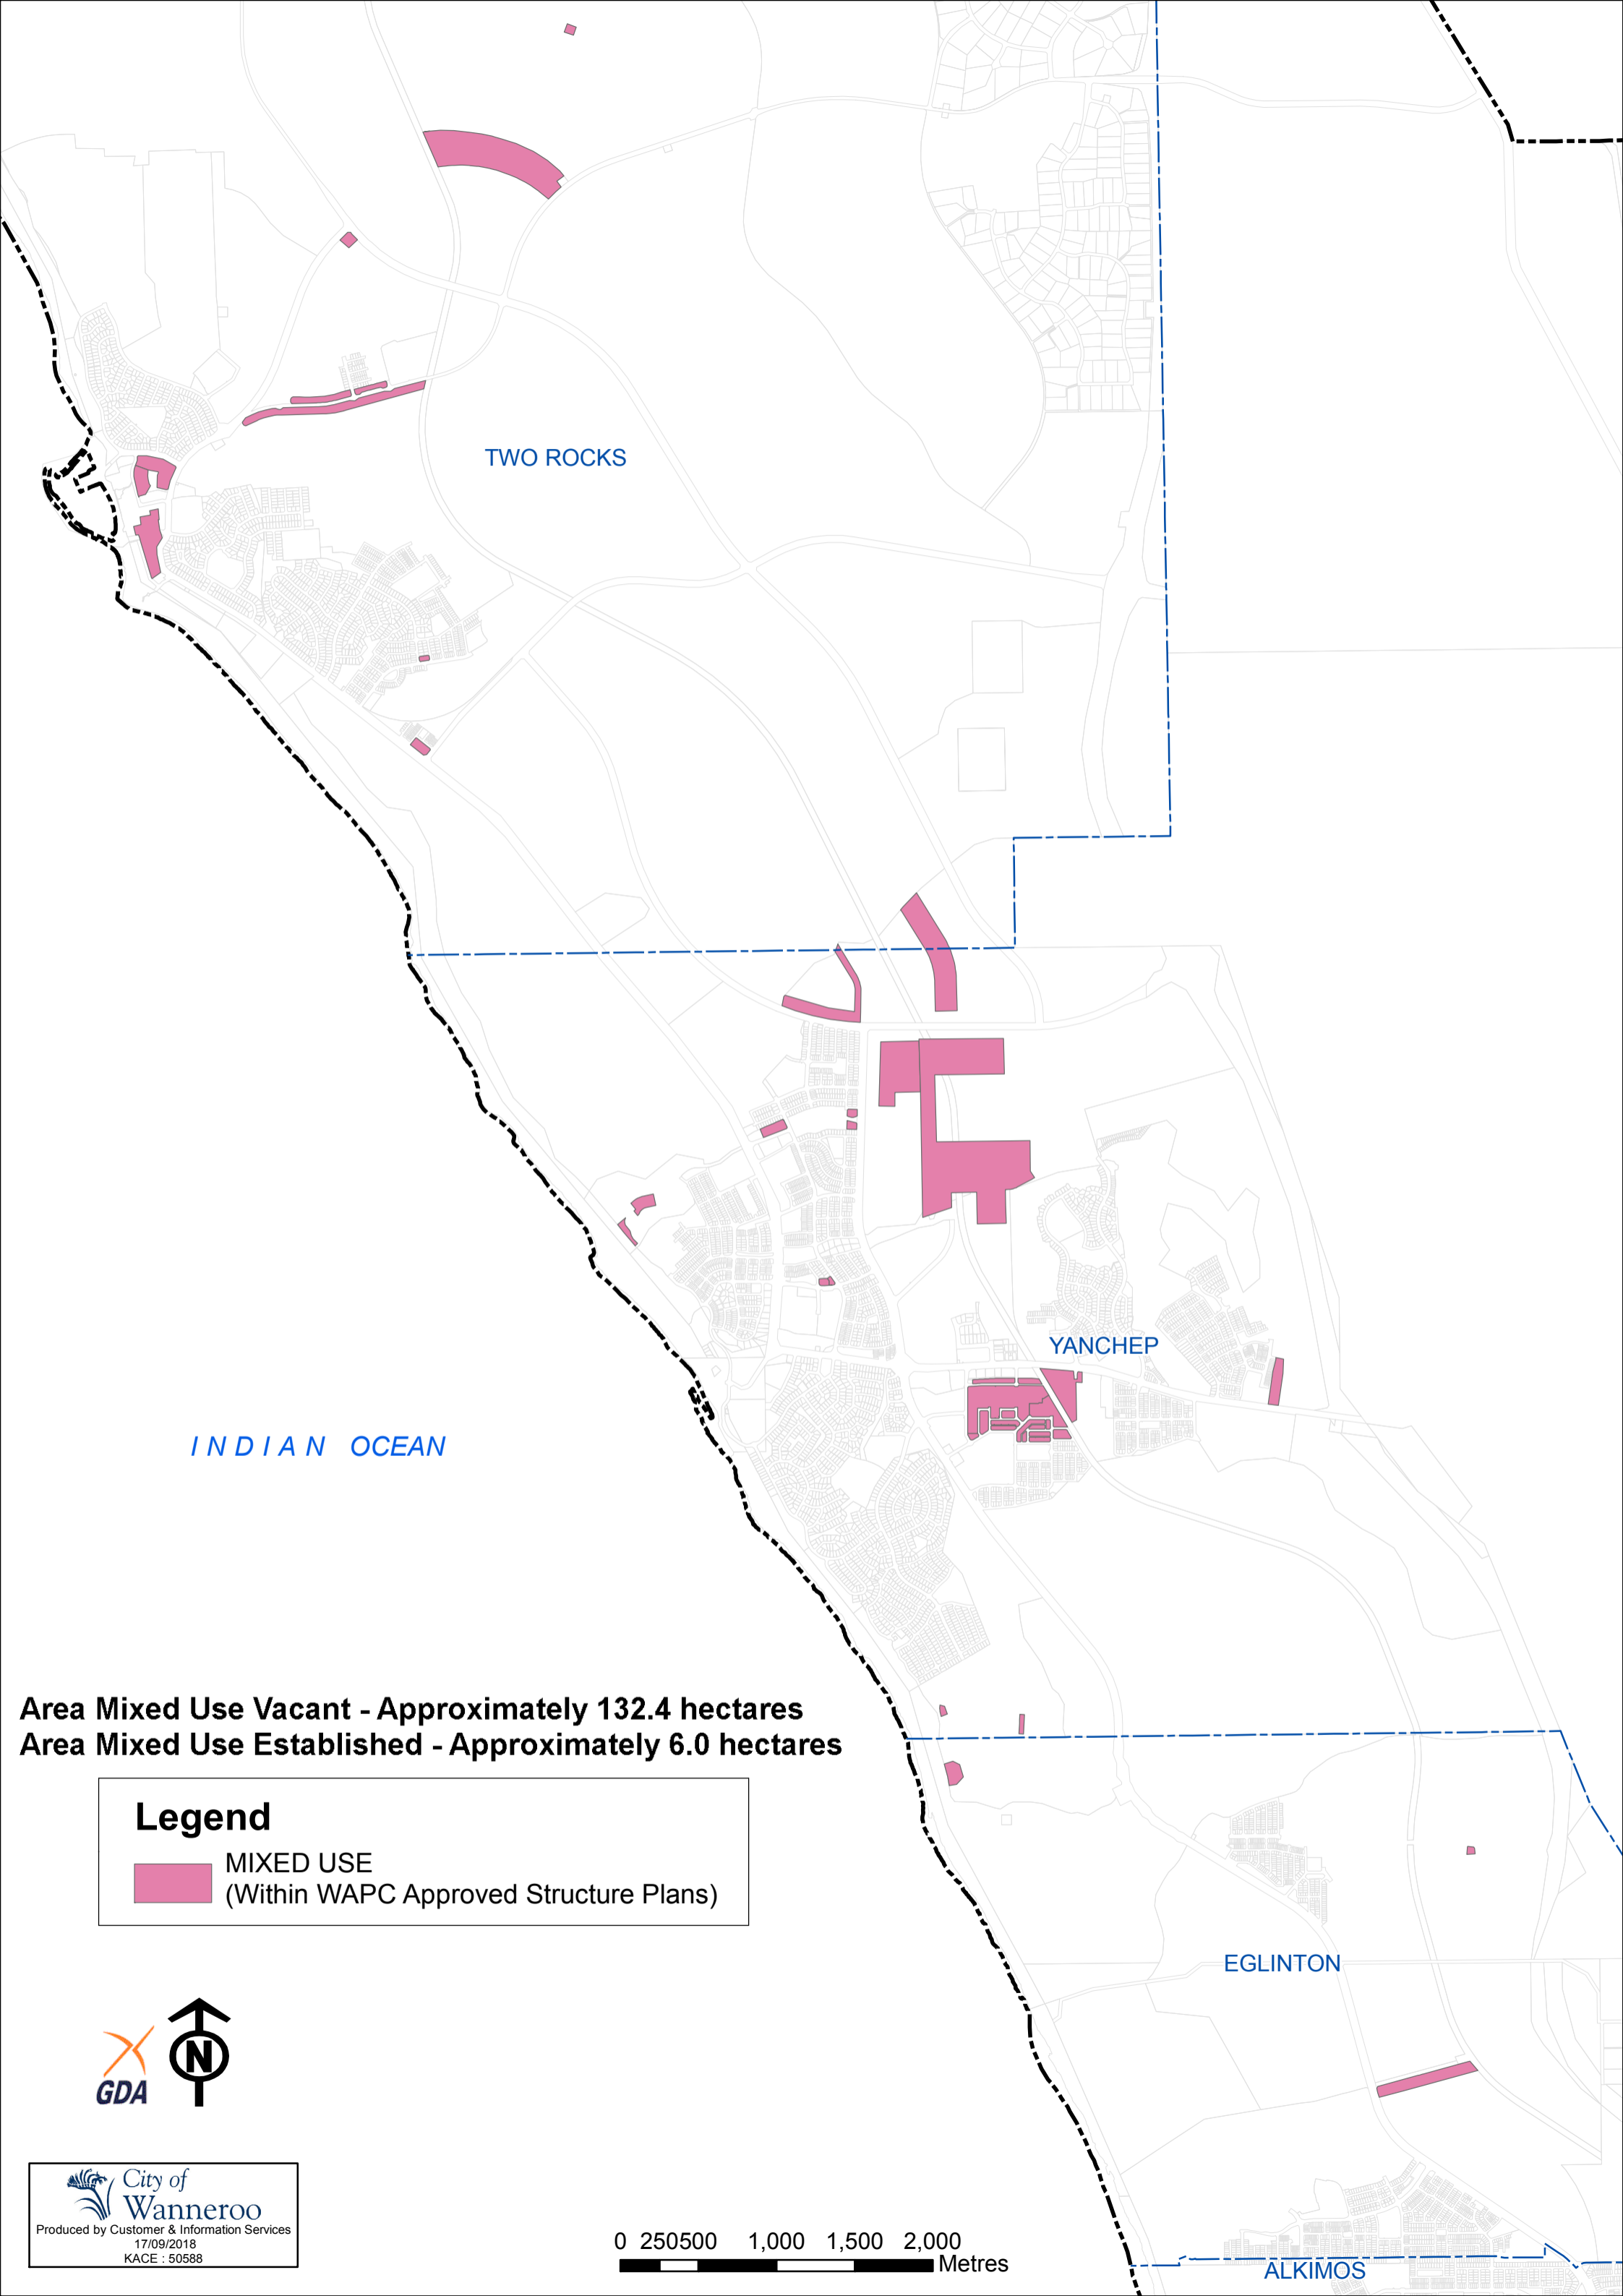 TWO ROCKS
YANCHEP
INDIAN OCEAN
Area Mixed Use Vacant - Approximately 132.4 hectares
Area Mixed Use Established - Approximately 6.0 hectares
Legend
MIXED USE
(Within WAPC Approved Structure Plans)
EGLINTON
N
GDA
City of
Wanneroo
Produced by Customer & Information Services
17/09/2018
KACE : 50588
0 250500 1,000 1,500 2,000
Metres
ALKIMOS